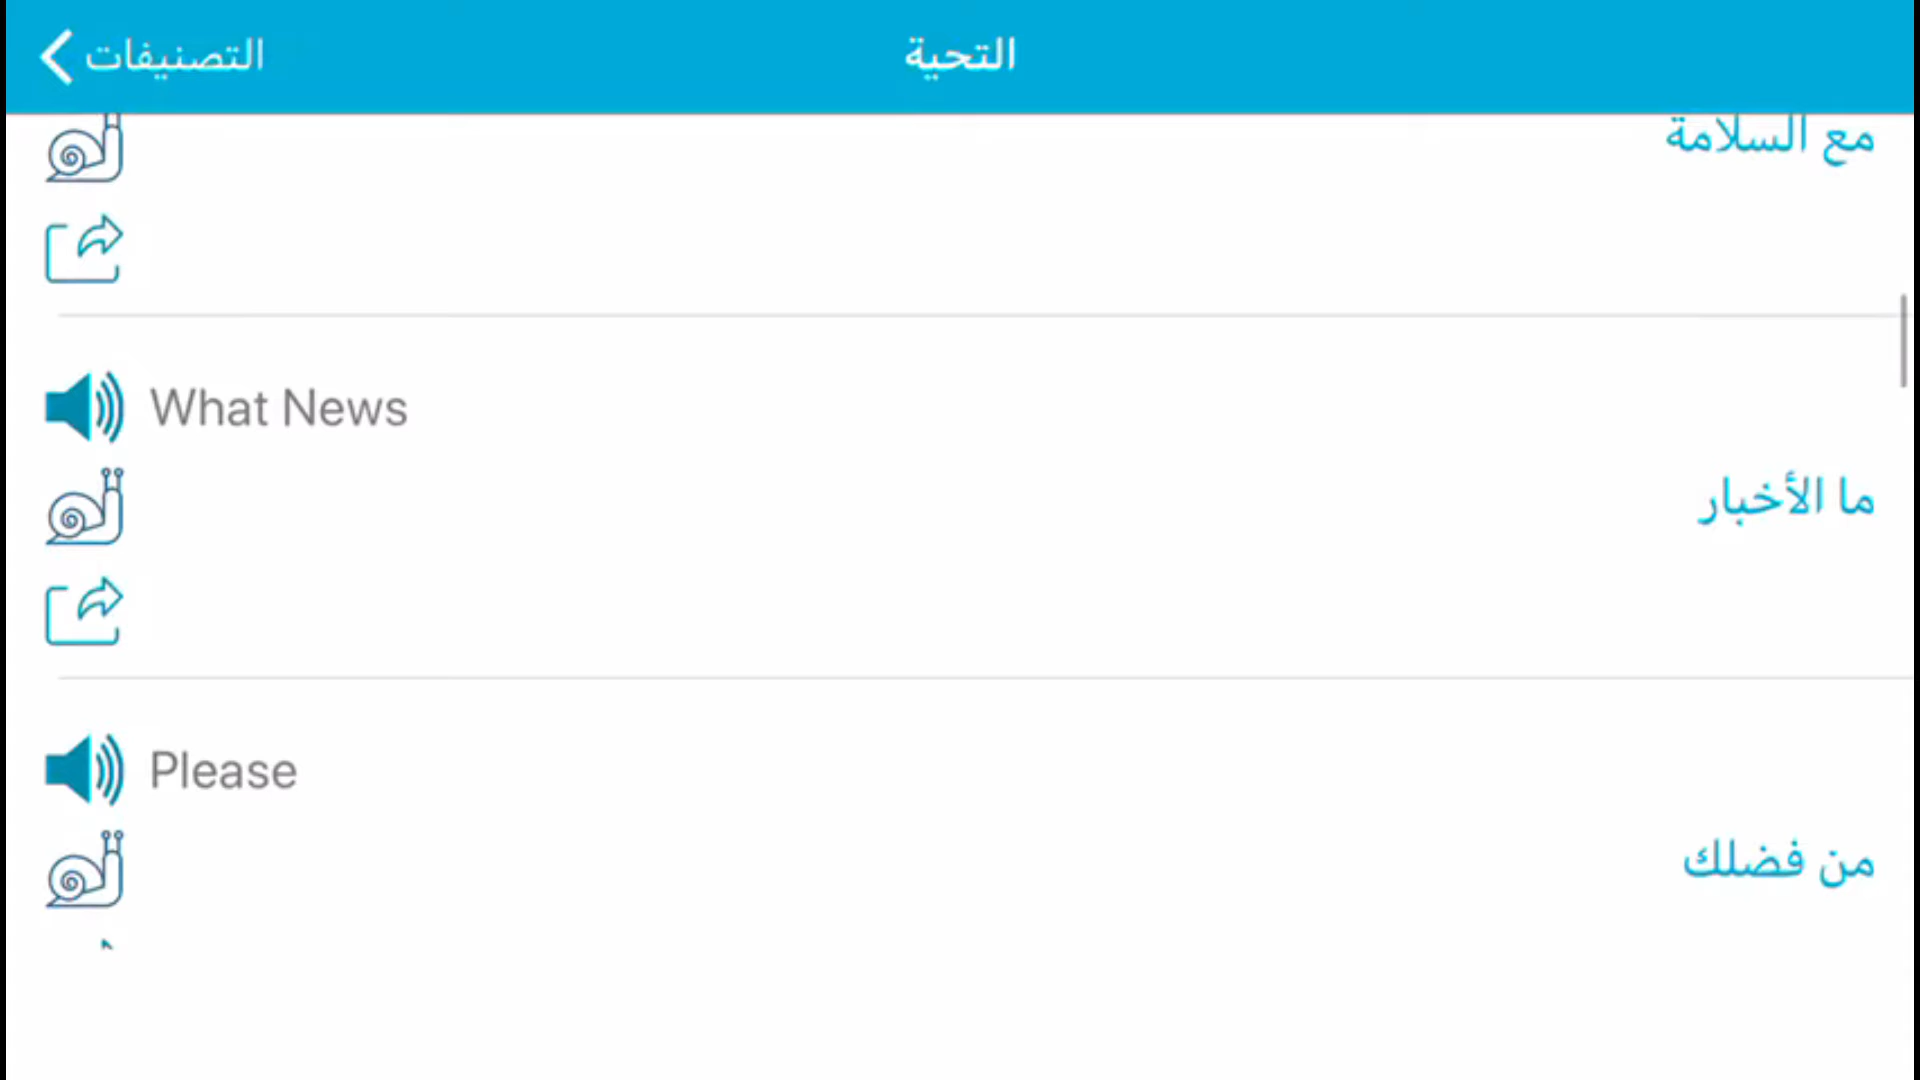 التصنيفات
التحية
مع السلامة
What News
ما الأخبار
Please
من فضلك